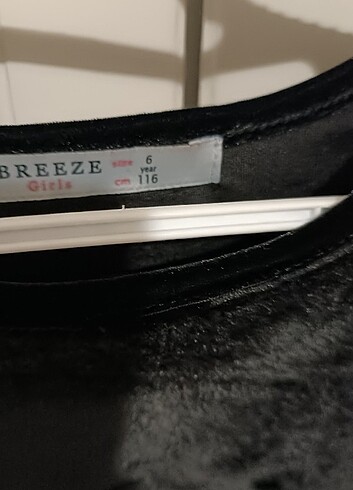 BREEZE
Girls
size 6
year
cm 116